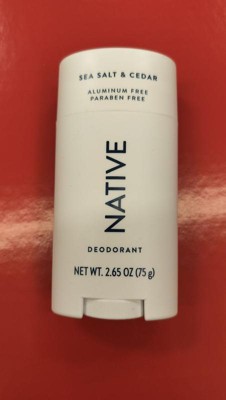 SEA SALT & CEDAR
ALUMINUM FREE
PARABEN FREE
NATIVE
DEODORANT
NET WT. 2.65 OZ (75 g)